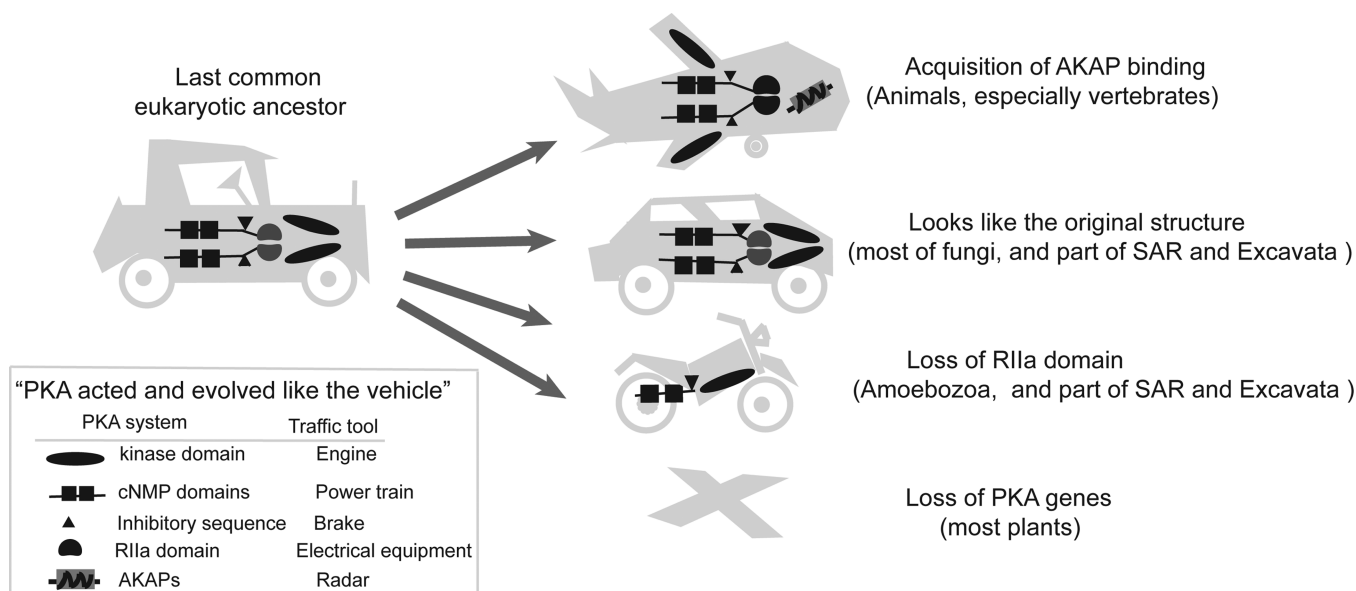 Last common
eukaryotic ancestor
Acquisition of AKAP binding
(Animals, especially vertebrates)
Looks like the original structure
(most of fungi, and part of SAR and Excavata )
Loss of RIIa domain
(Amoebozoa, and part of SAR and Excavata )
Loss of PKA genes
(most plants)
“PKA acted and evolved like the vehicle”
PKA system Traffic tool
kinase domain Engine
cNMP domains Power train
Inhibitory sequence Brake
RIIa domain Electrical equipment
AKAPs Radar